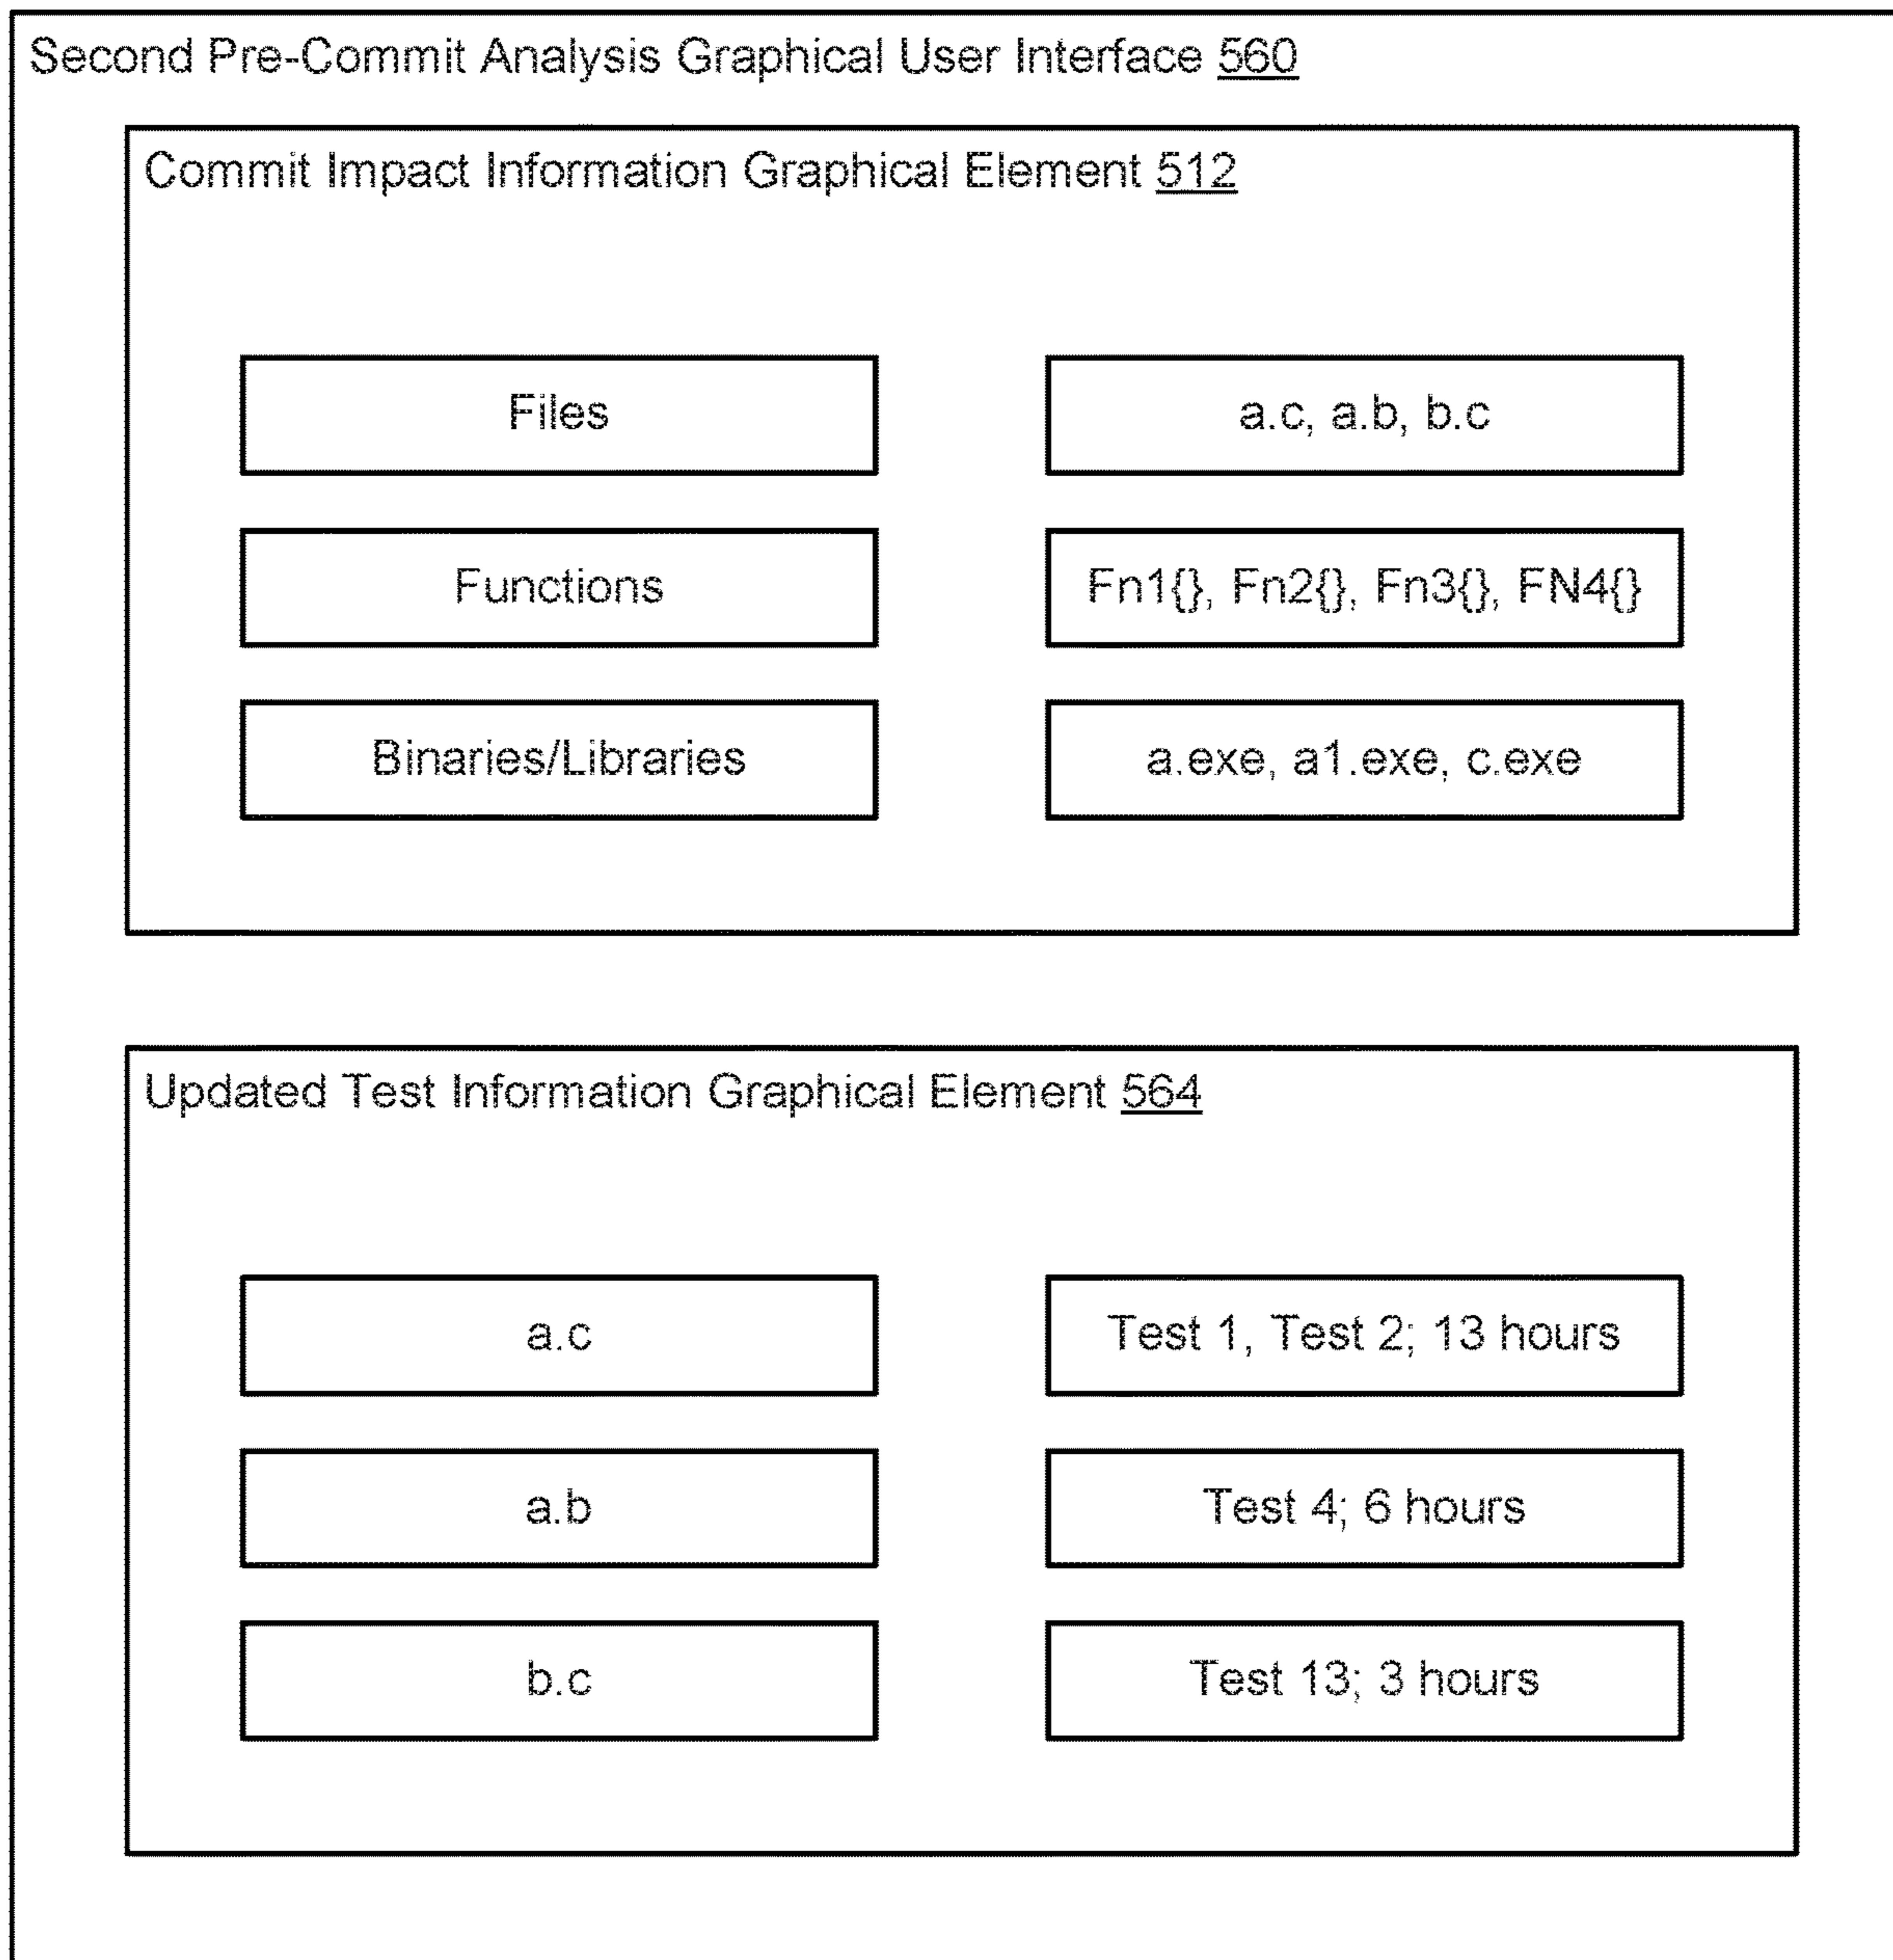 Second Pre-Commit Analysis Graphical User Interface 560
Commit Impact Information Graphical Element 512
Files
a.c, a.b, b.c
Functions
Fn1{}, Fn2{}, Fn3{}, FN4{}
Binaries/Libraries
a.exe, a1.exe, c.exe
Updated Test Information Graphical Element 564
a.c
Test 1, Test 2; 13 hours
a.b
Test 4; 6 hours
b.c
Test 13; 3 hours